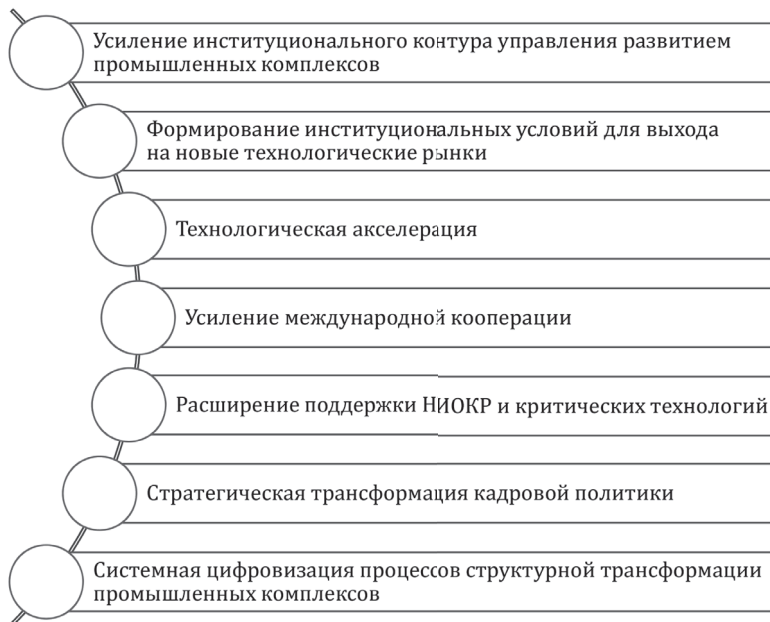 Усиление институционального контура управления развитием
промышленных комплексов
Формирование институциональных условий для выхода
на новые технологические рынки
Технологическая акселерация
Усиление международной кооперации
Расширение поддержки НИОКР и критических технологий
Стратегическая трансформация кадровой политики
Системная цифровизация процессов структурной трансформации
промышленных комплексов